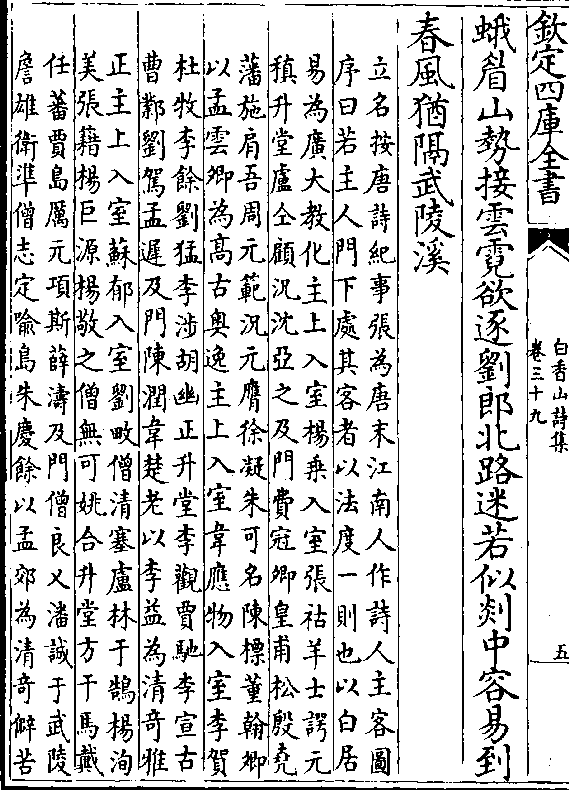 欽定四庫全書
白香山詩集
卷三十九
五
蛾眉山勢接雲霓欲逐劉郎北路迷若似剡中容易到
春風猶隔武陵溪
立名按唐詩紀事張為唐末江南人作詩人主客圖
序曰若主人門下處其客者以法度一則也以白居
易為廣大教化主上入室楊乗入室張祜羊士諤元
稹升堂盧仝顧況沈亞之及門費冠卿皇甫松殷堯
藩施肩吾周元範況元膺徐凝朱可名陳標董翰卿
以孟雲卿為髙古奥逸主上入室韋應物入室李賀
杜牧李餘劉猛李涉胡幽正升堂李觀賈馳李宣古
曹鄴劉駕孟遲及門陳潤韋楚老以李益為清奇雅
正主上入室蘇郁入室劉畋僧清塞盧林于鵠楊洵
美張籍楊巨源楊敬之僧無可姚合升堂方干馬戴
任蕃賈島厲元項斯薛濤及門僧良乂潘誠于武陵
詹雄衛準僧志定喻鳬朱慶餘以孟郊為清奇僻苦